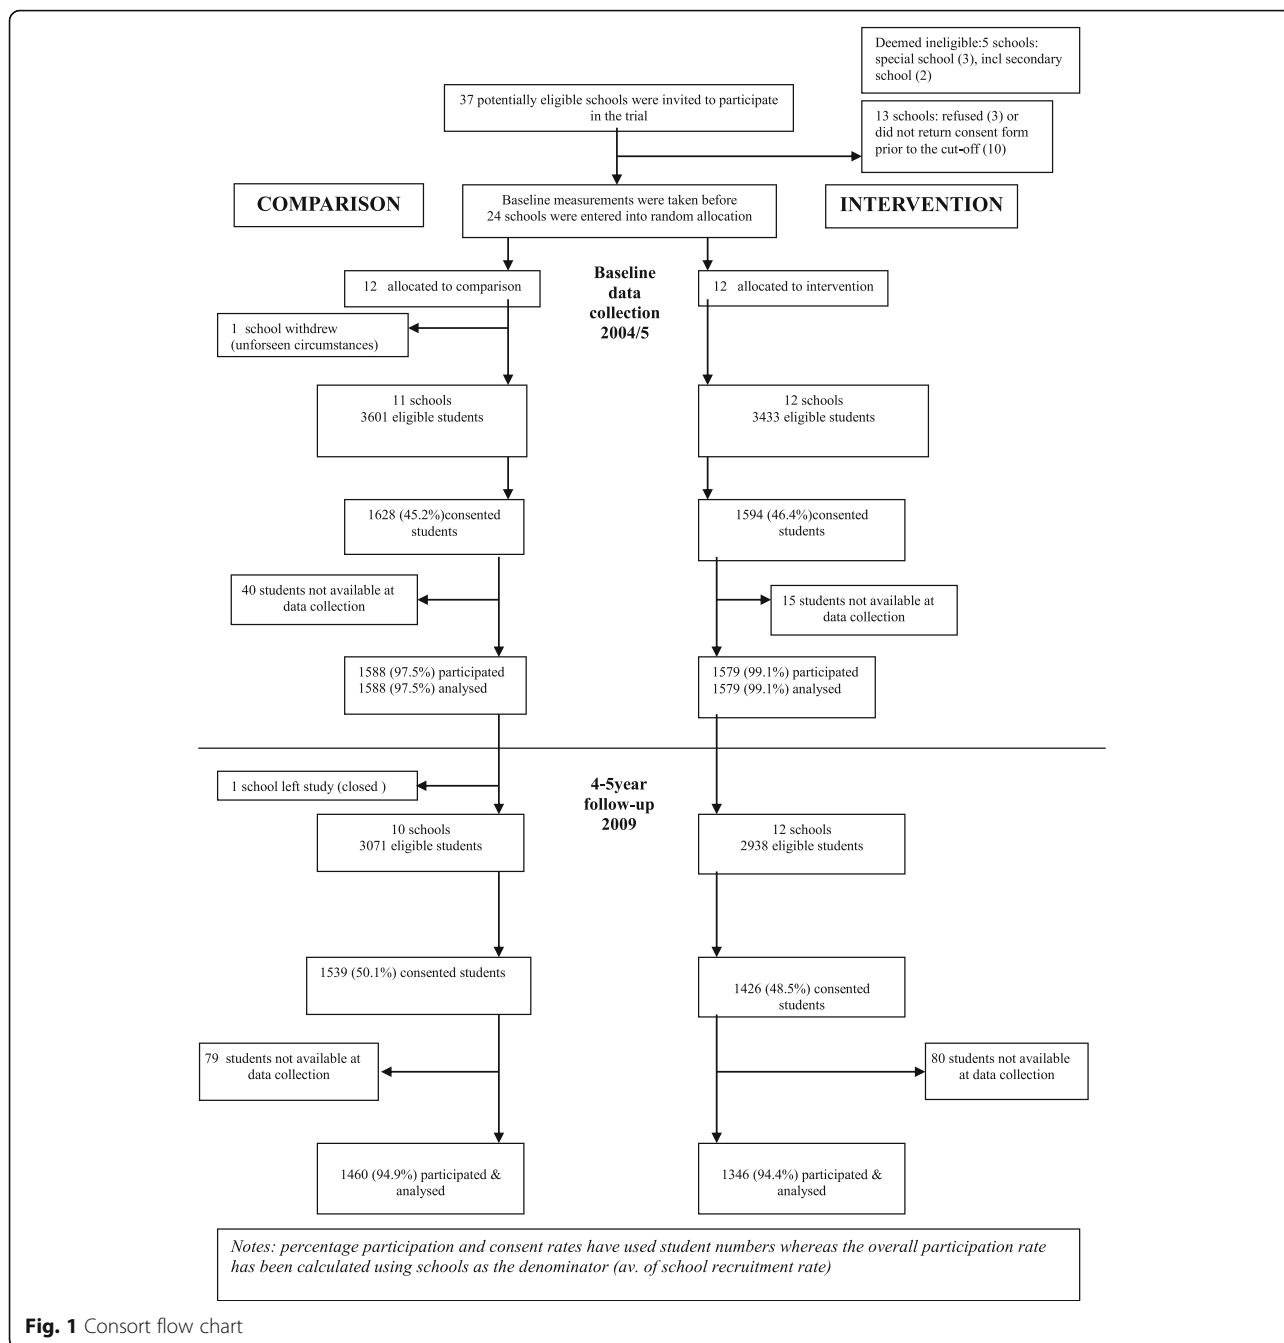 Deemed ineligible:5 schools:
special school (3), incl secondary
school (2)
37 potentially eligible schools were invited to participate
in the trial
13 schools: refused (3) or
did not return consent form
prior to the cut-off (10)
COMPARISON
Baseline measurements were taken before
24 schools were entered into random allocation
INTERVENTION
12 allocated to comparison
Baseline
data
collection
2004/5
12 allocated to intervention
1 school withdrew
(unforseen circumstances)
11 schools
3601 eligible students
12 schools
3433 eligible students
1628 (45.2%)consented
students
1594 (46.4%)consented
students
40 students not available at
data collection
15 students not available at
data collection
1588 (97.5%) participated
1588 (97.5%) analysed
1579 (99.1%) participated
1579 (99.1%) analysed
1 school left study (closed )
4-5year
follow-up
2009
10 schools
3071 eligible students
12 schools
2938 eligible students
1539 (50.1%) consented students
1426 (48.5%) consented
students
79 students not available at
data collection
80 students not available
at data collection
1460 (94.9%) participated &
analysed
1346 (94.4%) participated &
analysed
Notes: percentage participation and consent rates have used student numbers whereas the overall participation rate
has been calculated using schools as the denominator (av. of school recruitment rate)
Fig. 1 Consort flow chart